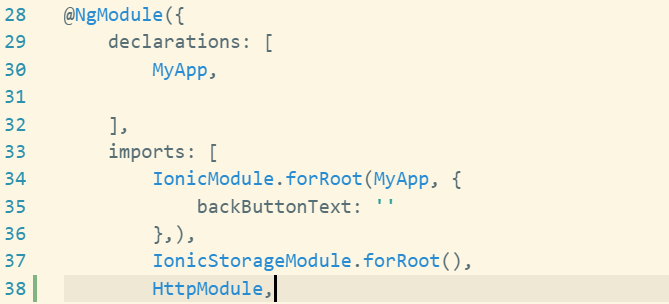 28 @NgModule({
29     declarations: [
30         MyApp,
31
32     ],
33     imports: [
34         IonicModule.forRoot(MyApp, {
35             backButtonText: ''
36         },),
37         IonicStorageModule.forRoot(),
38         HttpModule,